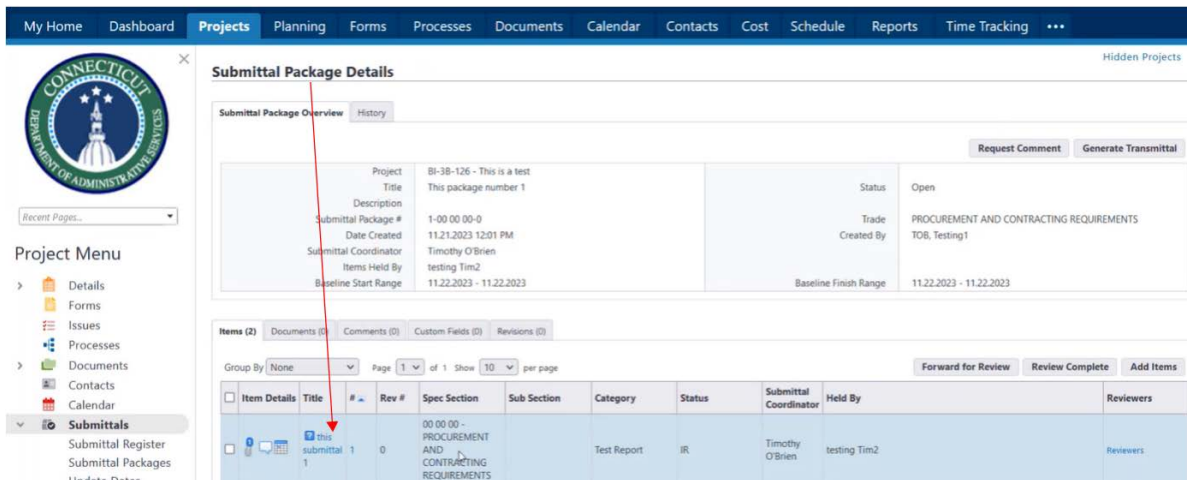 My Home Dashboard Projects Planning Forms Processes Documents Calendar Contacts Cost Schedule Reports Time Tracking •••
Hidden Projects
CONNECTICUT
DEPARTMENT OF ADMINISTRATIVE SERVICES
Recent Pages..
Project Menu
Details
Forms
Issues
Processes
Documents
Contacts
Calendar
Submittals
Submittal Register
Submittal Packages
Update Dates
Submittal Package Details
Submittal Package Overview History
Request Comment Generate Transmittal
Project BI-3B-126 - This is a test
Title This package number 1 Status Open
Description
Submittal Package # 1-00 00 00-0 Trade PROCUREMENT AND CONTRACTING REQUIREMENTS
Date Created 11.21.2023 12:01 PM Created By TOB, Testing1
Submittal Coordinator Timothy O'Brien
Items Held By testing Tim2
Baseline Start Range 11.22.2023 - 11.22.2023 Baseline Finish Range 11.22.2023 - 11.22.2023
Items (2) Documents (0) Comments (0) Custom Fields (0) Revisions (0)
Group By None Page 1 of 1 Show 10 per page Forward for Review Review Complete Add Items
Item Details Title # Rev # Spec Section Sub Section Category Status Submittal Coordinator Held By Reviewers
this submittal 1
1
0
00 00 00 -
PROCUREMENT
AND
CONTRACTING
REQUIREMENTS
Test Report
IR
Timothy
O'Brien
testing Tim2
Reviewers